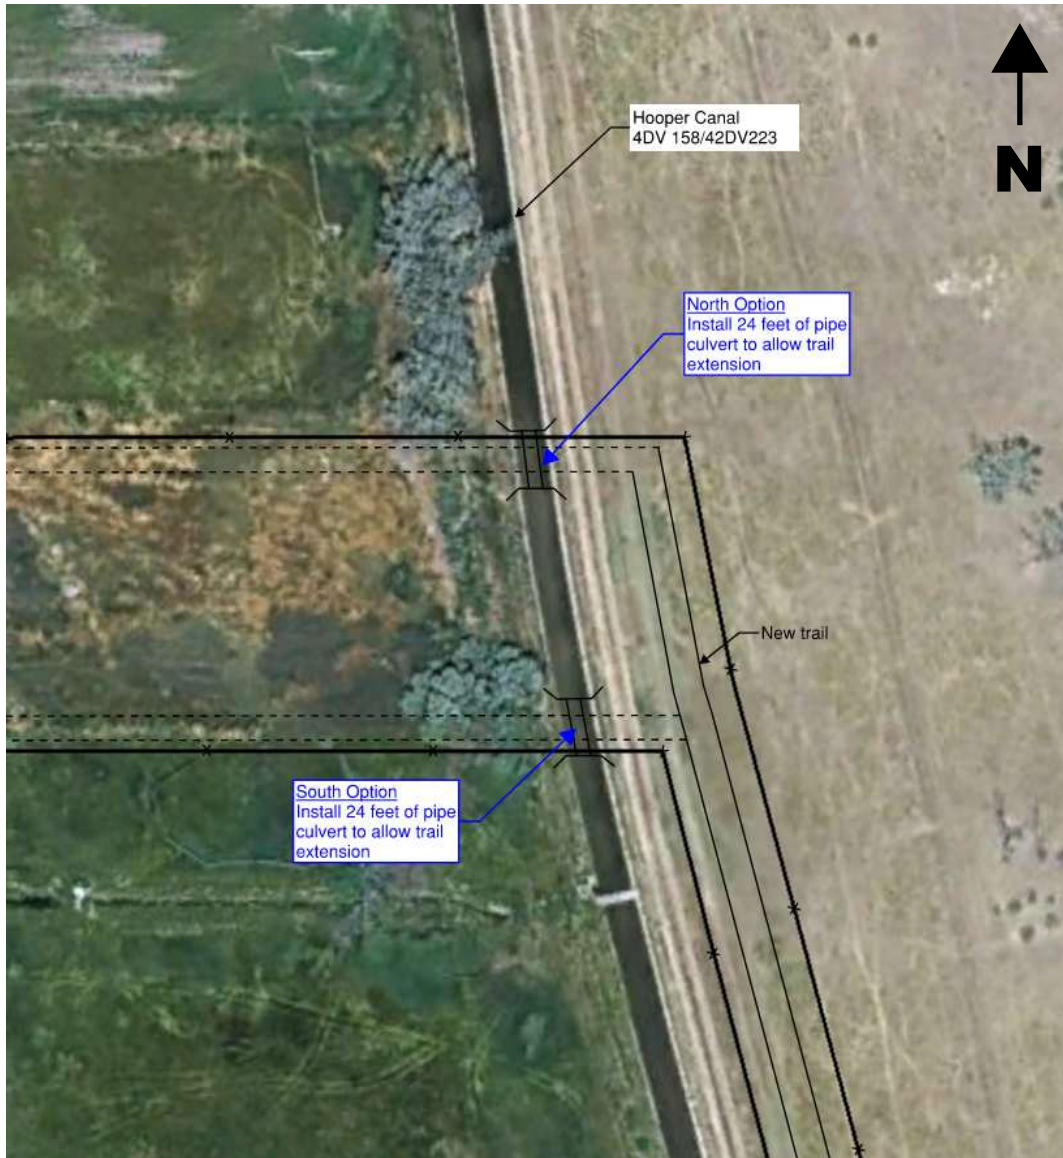 Hooper Canal
4DV 158/42DV223
N
North Option
Install 24 feet of pipe
culvert to allow trail
extension
New trail
South Option
Install 24 feet of pipe
culvert to allow trail
extension